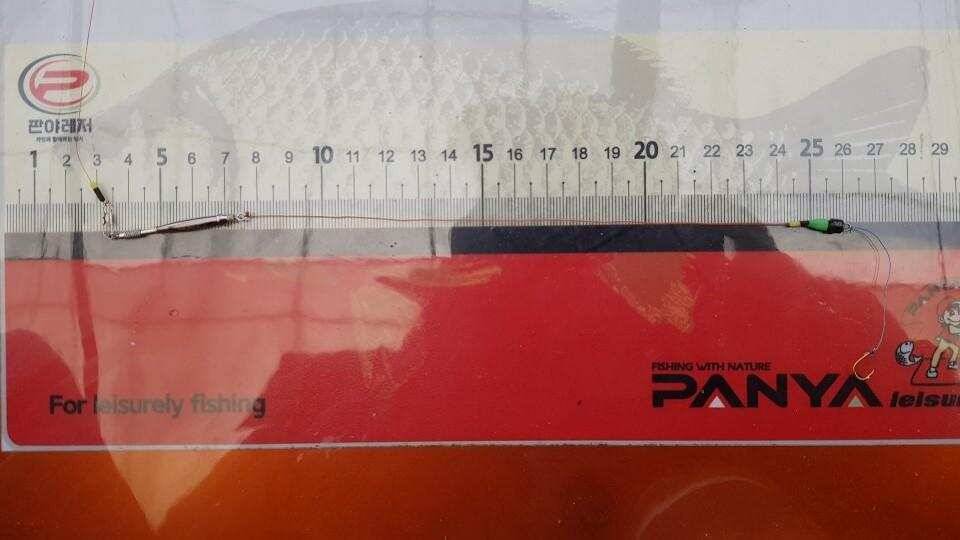 P
판야레저
1 2 3 4 5 6 7 8 9 10 11 12 13 14 15 16 17 18 19 20 21 22 23 24 25 26 27 28 29
FISHING WITH NATURE
PANYA leisu
For leisurely fishing